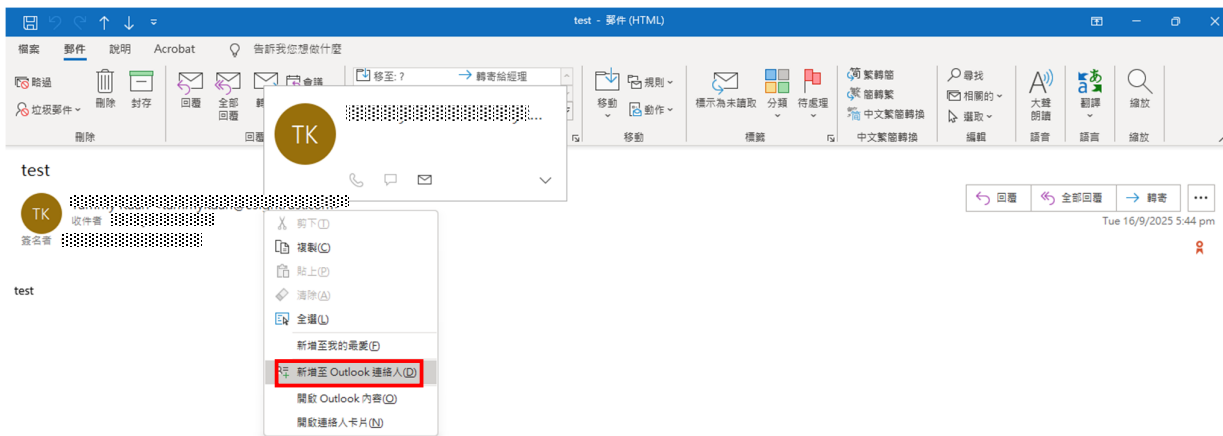 test - 郵件 (HTML)
檔案 郵件 說明 Acrobat 告訴我您想做什麼
略過 垃圾郵件 刪除 封存 刪除
回覆 全部回覆 會議
移至: ? 轉寄給經理
移動 規則 動作 移動
標示為未讀取 分類 待處理 標籤
繁轉簡 簡轉繁 中文繁簡轉換 中文繁簡轉換
尋找 相關的 選取 編輯
大聲朗讀 語音
翻譯 語言
縮放 縮放
TK
...
test
TK
收件者
簽名者
回覆 全部回覆 轉寄 ...
Tue 16/9/2025 5:44 pm
test
剪下(T)
複製(C)
貼上(P)
清除(A)
全選(L)
新增至我的最愛(F)
新增至 Outlook 連絡人(D)
開啟 Outlook 內容(O)
開啟連絡人卡片(N)